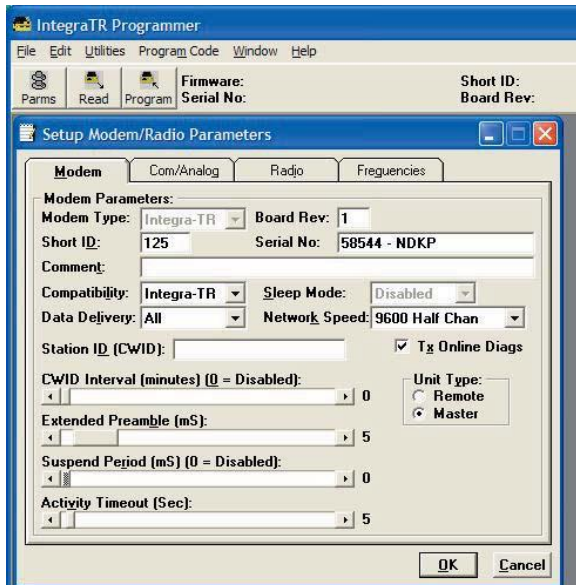 IntegraTR Programmer
File Edit Utilities Program Code Window Help
Parms Read Program Firmware: Serial No: Short ID: Board Rev:
Setup Modem/Radio Parameters
Modem Com/Analog Radio Frequencies
Modem Parameters:
Modem Type: Integra-TR Board Rev: 1
Short ID: 125 Serial No: 58544 - NDKP
Comment:
Compatibility: Integra-TR Sleep Mode: Disabled
Data Delivery: All Network Speed: 9600 Half Chan
Station ID (CWID): Tx Online Diags
CWID Interval (minutes) (0 = Disabled): Unit Type:
0 Remote
Master
Extended Preamble (mS):
5
Suspend Period (mS) (0 = Disabled):
0
Activity Timeout (Sec):
5
OK Cancel